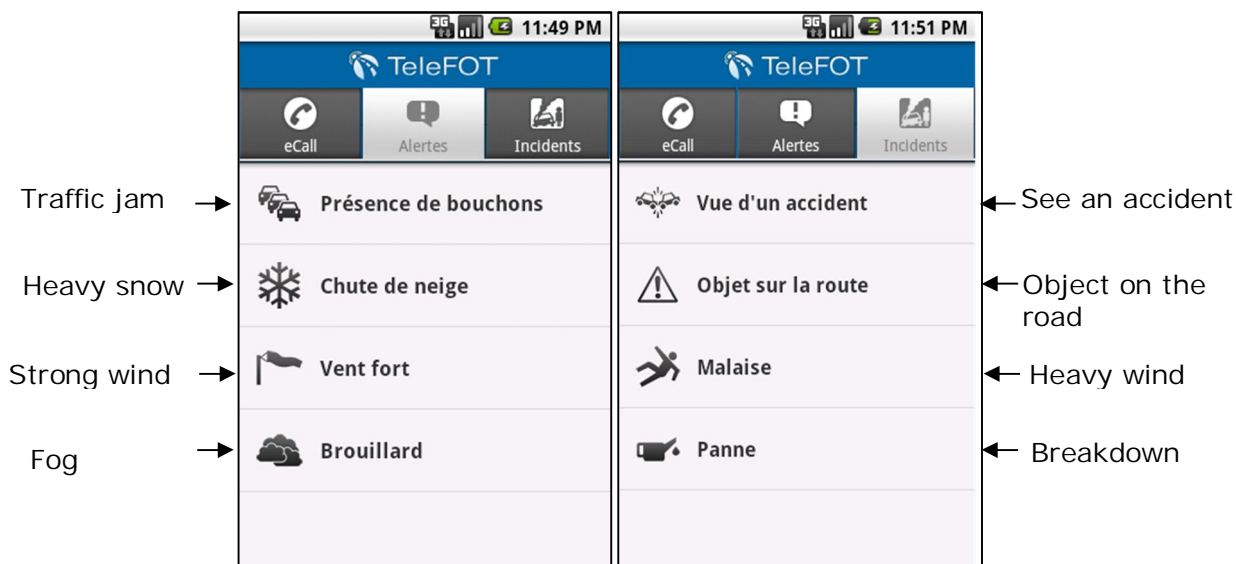 3G 11:49 PM
TeleFOT
eCall Alertes Incidents
Traffic jam
Présence de bouchons
Heavy snow
Chute de neige
Strong wind
Vent fort
Fog
Brouillard
3G 11:51 PM
TeleFOT
eCall Alertes Incidents
Vue d'un accident
See an accident
Objet sur la route
Object on the
road
Malaise
Heavy wind
Panne
Breakdown